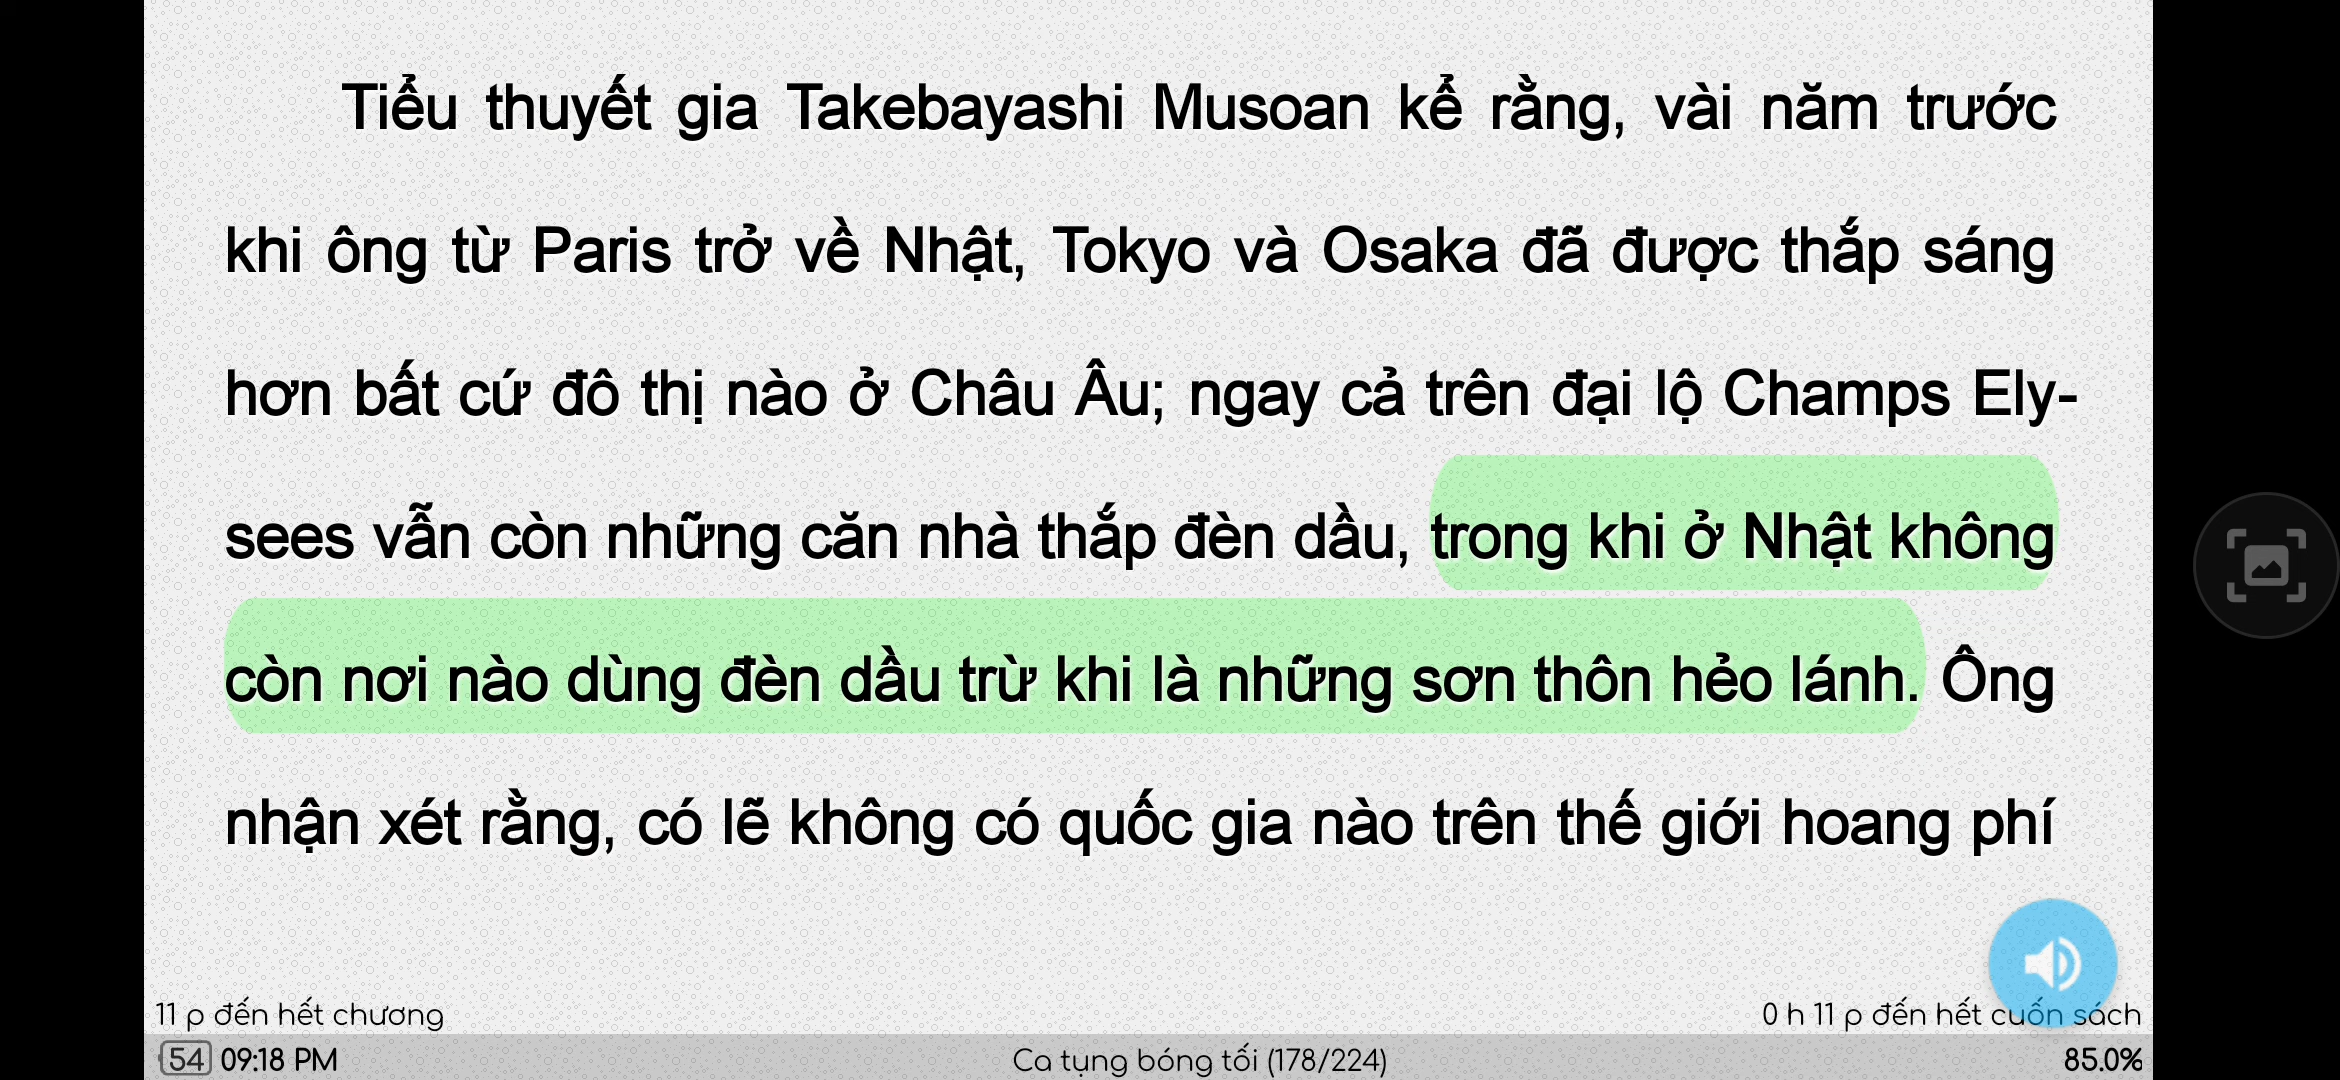 Tiểu thuyết gia Takebayashi Musoan kể rằng, vài năm trước
khi ông từ Paris trở về Nhật, Tokyo và Osaka đã được thắp sáng
hơn bất cứ đô thị nào ở Châu Âu; ngay cả trên đại lộ Champs Ely-
sees vẫn còn những căn nhà thắp đèn dầu, trong khi ở Nhật không
còn nơi nào dùng đèn dầu trừ khi là những sơn thôn hẻo lánh. Ông
nhận xét rằng, có lẽ không có quốc gia nào trên thế giới hoang phí
11 p đến hết chương
0 h 11 p đến hết cuốn sách
54 09:18 PM
Ca tụng bóng tối (178/224)
85.0%